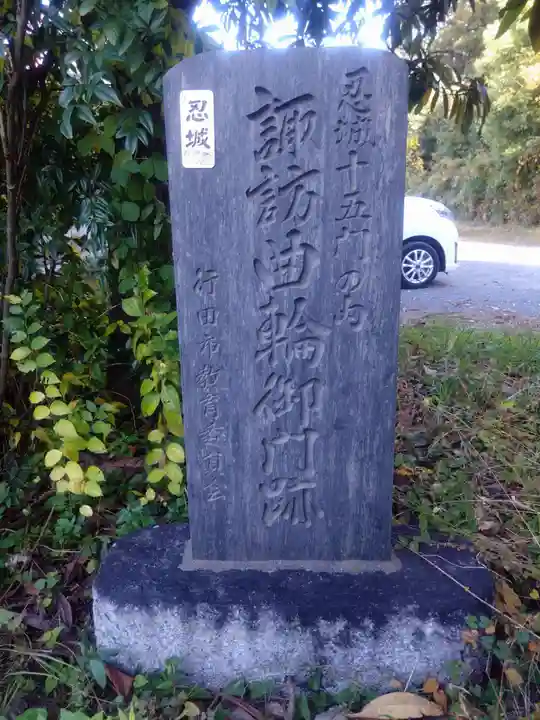 忍城十五門の内
諏訪曲輪御門跡
行田市教育委員会
忍城